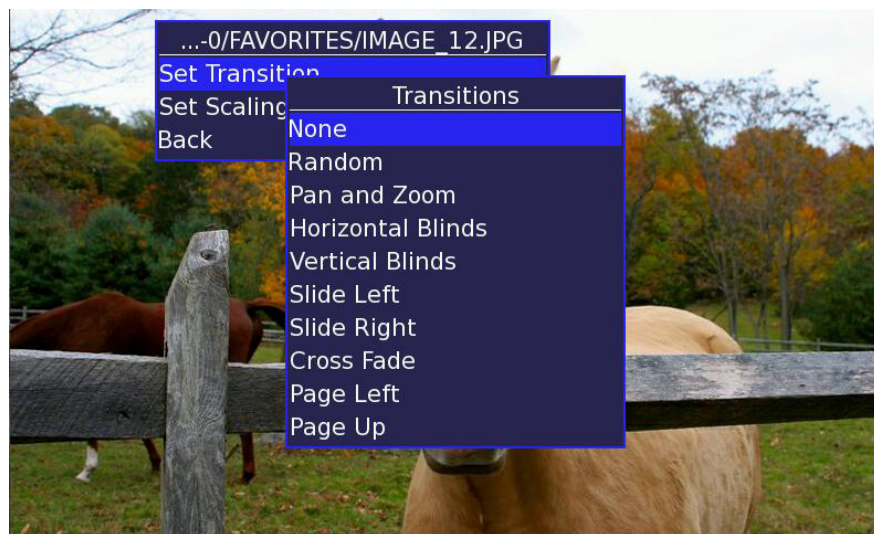 ...-0/FAVORITES/IMAGE_12.JPG
Set Transition
Set Scaling
Back
Transitions
None
Random
Pan and Zoom
Horizontal Blinds
Vertical Blinds
Slide Left
Slide Right
Cross Fade
Page Left
Page Up